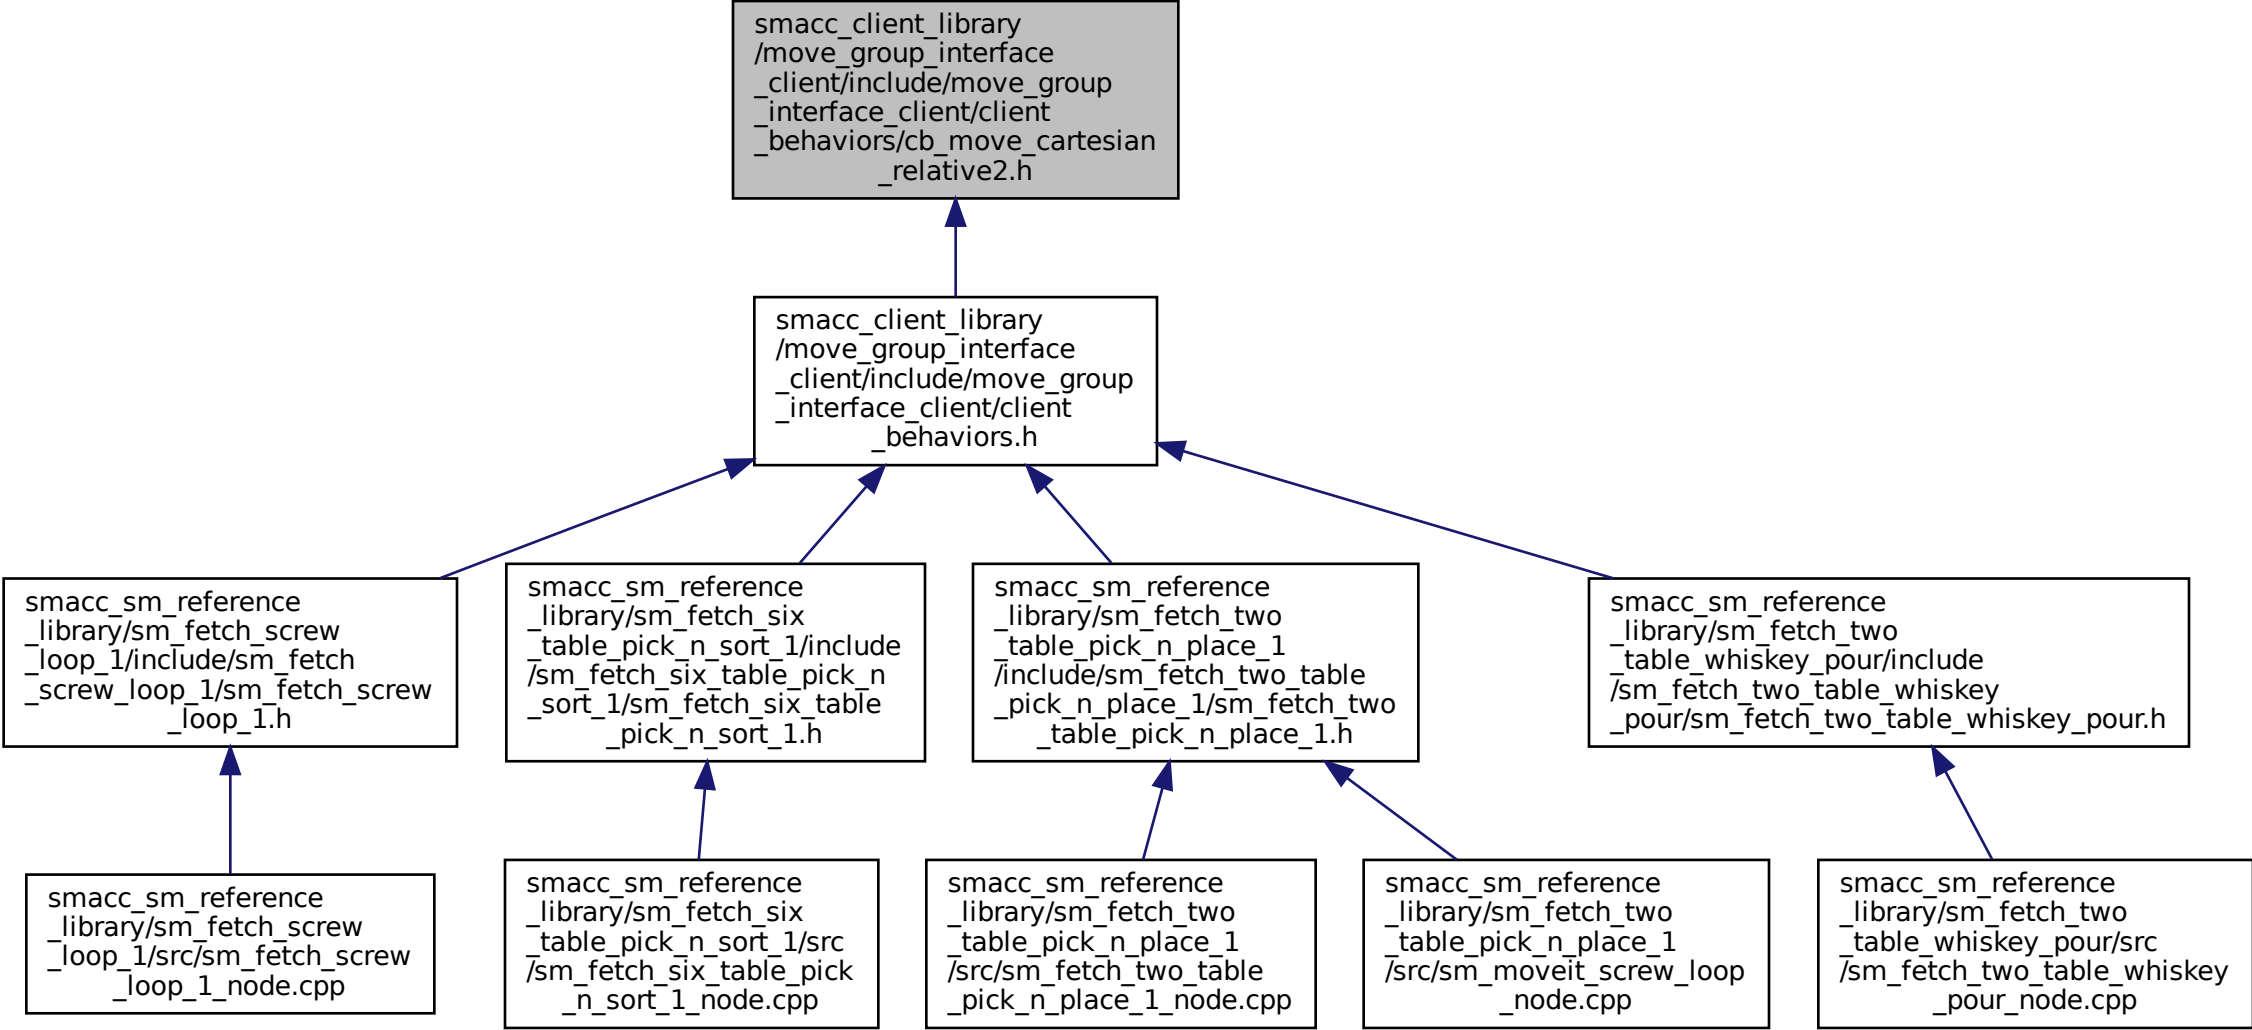 smacc_client_library
/move_group_interface
_client/include/move_group
_interface_client/client
_behaviors/cb_move_cartesian
_relative2.h
smacc_client_library
/move_group_interface
_client/include/move_group
_interface_client/client
_behaviors.h
smacc_sm_reference
_library/sm_fetch_screw
_loop_1/include/sm_fetch
_screw_loop_1/sm_fetch_screw
_loop_1.h
smacc_sm_reference
_library/sm_fetch_six
_table_pick_n_sort_1/include
/sm_fetch_six_table_pick_n
_sort_1/sm_fetch_six_table
_pick_n_sort_1.h
smacc_sm_reference
_library/sm_fetch_two
_table_pick_n_place_1
/include/sm_fetch_two_table
_pick_n_place_1/sm_fetch_two
_table_pick_n_place_1.h
smacc_sm_reference
_library/sm_fetch_two
_table_whiskey_pour/include
/sm_fetch_two_table_whiskey
_pour/sm_fetch_two_table_whiskey_pour.h
smacc_sm_reference
_library/sm_fetch_screw
_loop_1/src/sm_fetch_screw
_loop_1_node.cpp
smacc_sm_reference
_library/sm_fetch_six
_table_pick_n_sort_1/src
/sm_fetch_six_table_pick
_n_sort_1_node.cpp
smacc_sm_reference
_library/sm_fetch_two
_table_pick_n_place_1
/src/sm_fetch_two_table
_pick_n_place_1_node.cpp
smacc_sm_reference
_library/sm_fetch_two
_table_pick_n_place_1
/src/sm_moveit_screw_loop
_node.cpp
smacc_sm_reference
_library/sm_fetch_two
_table_whiskey_pour/src
/sm_fetch_two_table_whiskey
_pour_node.cpp